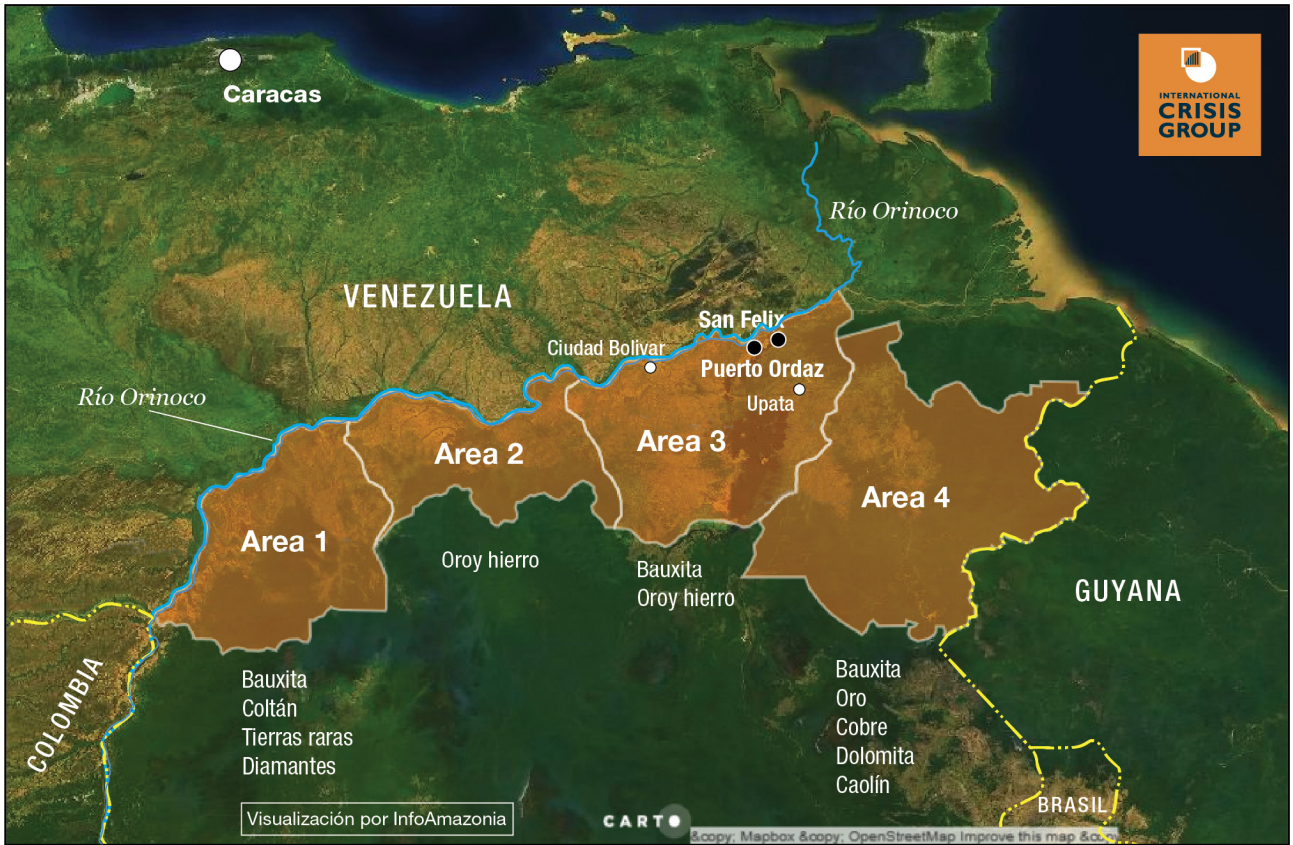 Caracas
INTERNATIONAL
CRISIS
GROUP
Río Orinoco
VENEZUELA
San Felix
Ciudad Bolivar
Puerto Ordaz
Upata
Río Orinoco
Area 1
Area 2
Area 3
Area 4
Oroy hierro
Bauxita
Oroy hierro
GUYANA
COLOMBIA
Bauxita
Coltán
Tierras raras
Diamantes
Bauxita
Oro
Cobre
Dolomita
Caolín
BRASIL
Visualización por InfoAmazonia
CARTO
&copy; Mapbox &copy; OpenStreetMap Improve this map &copy